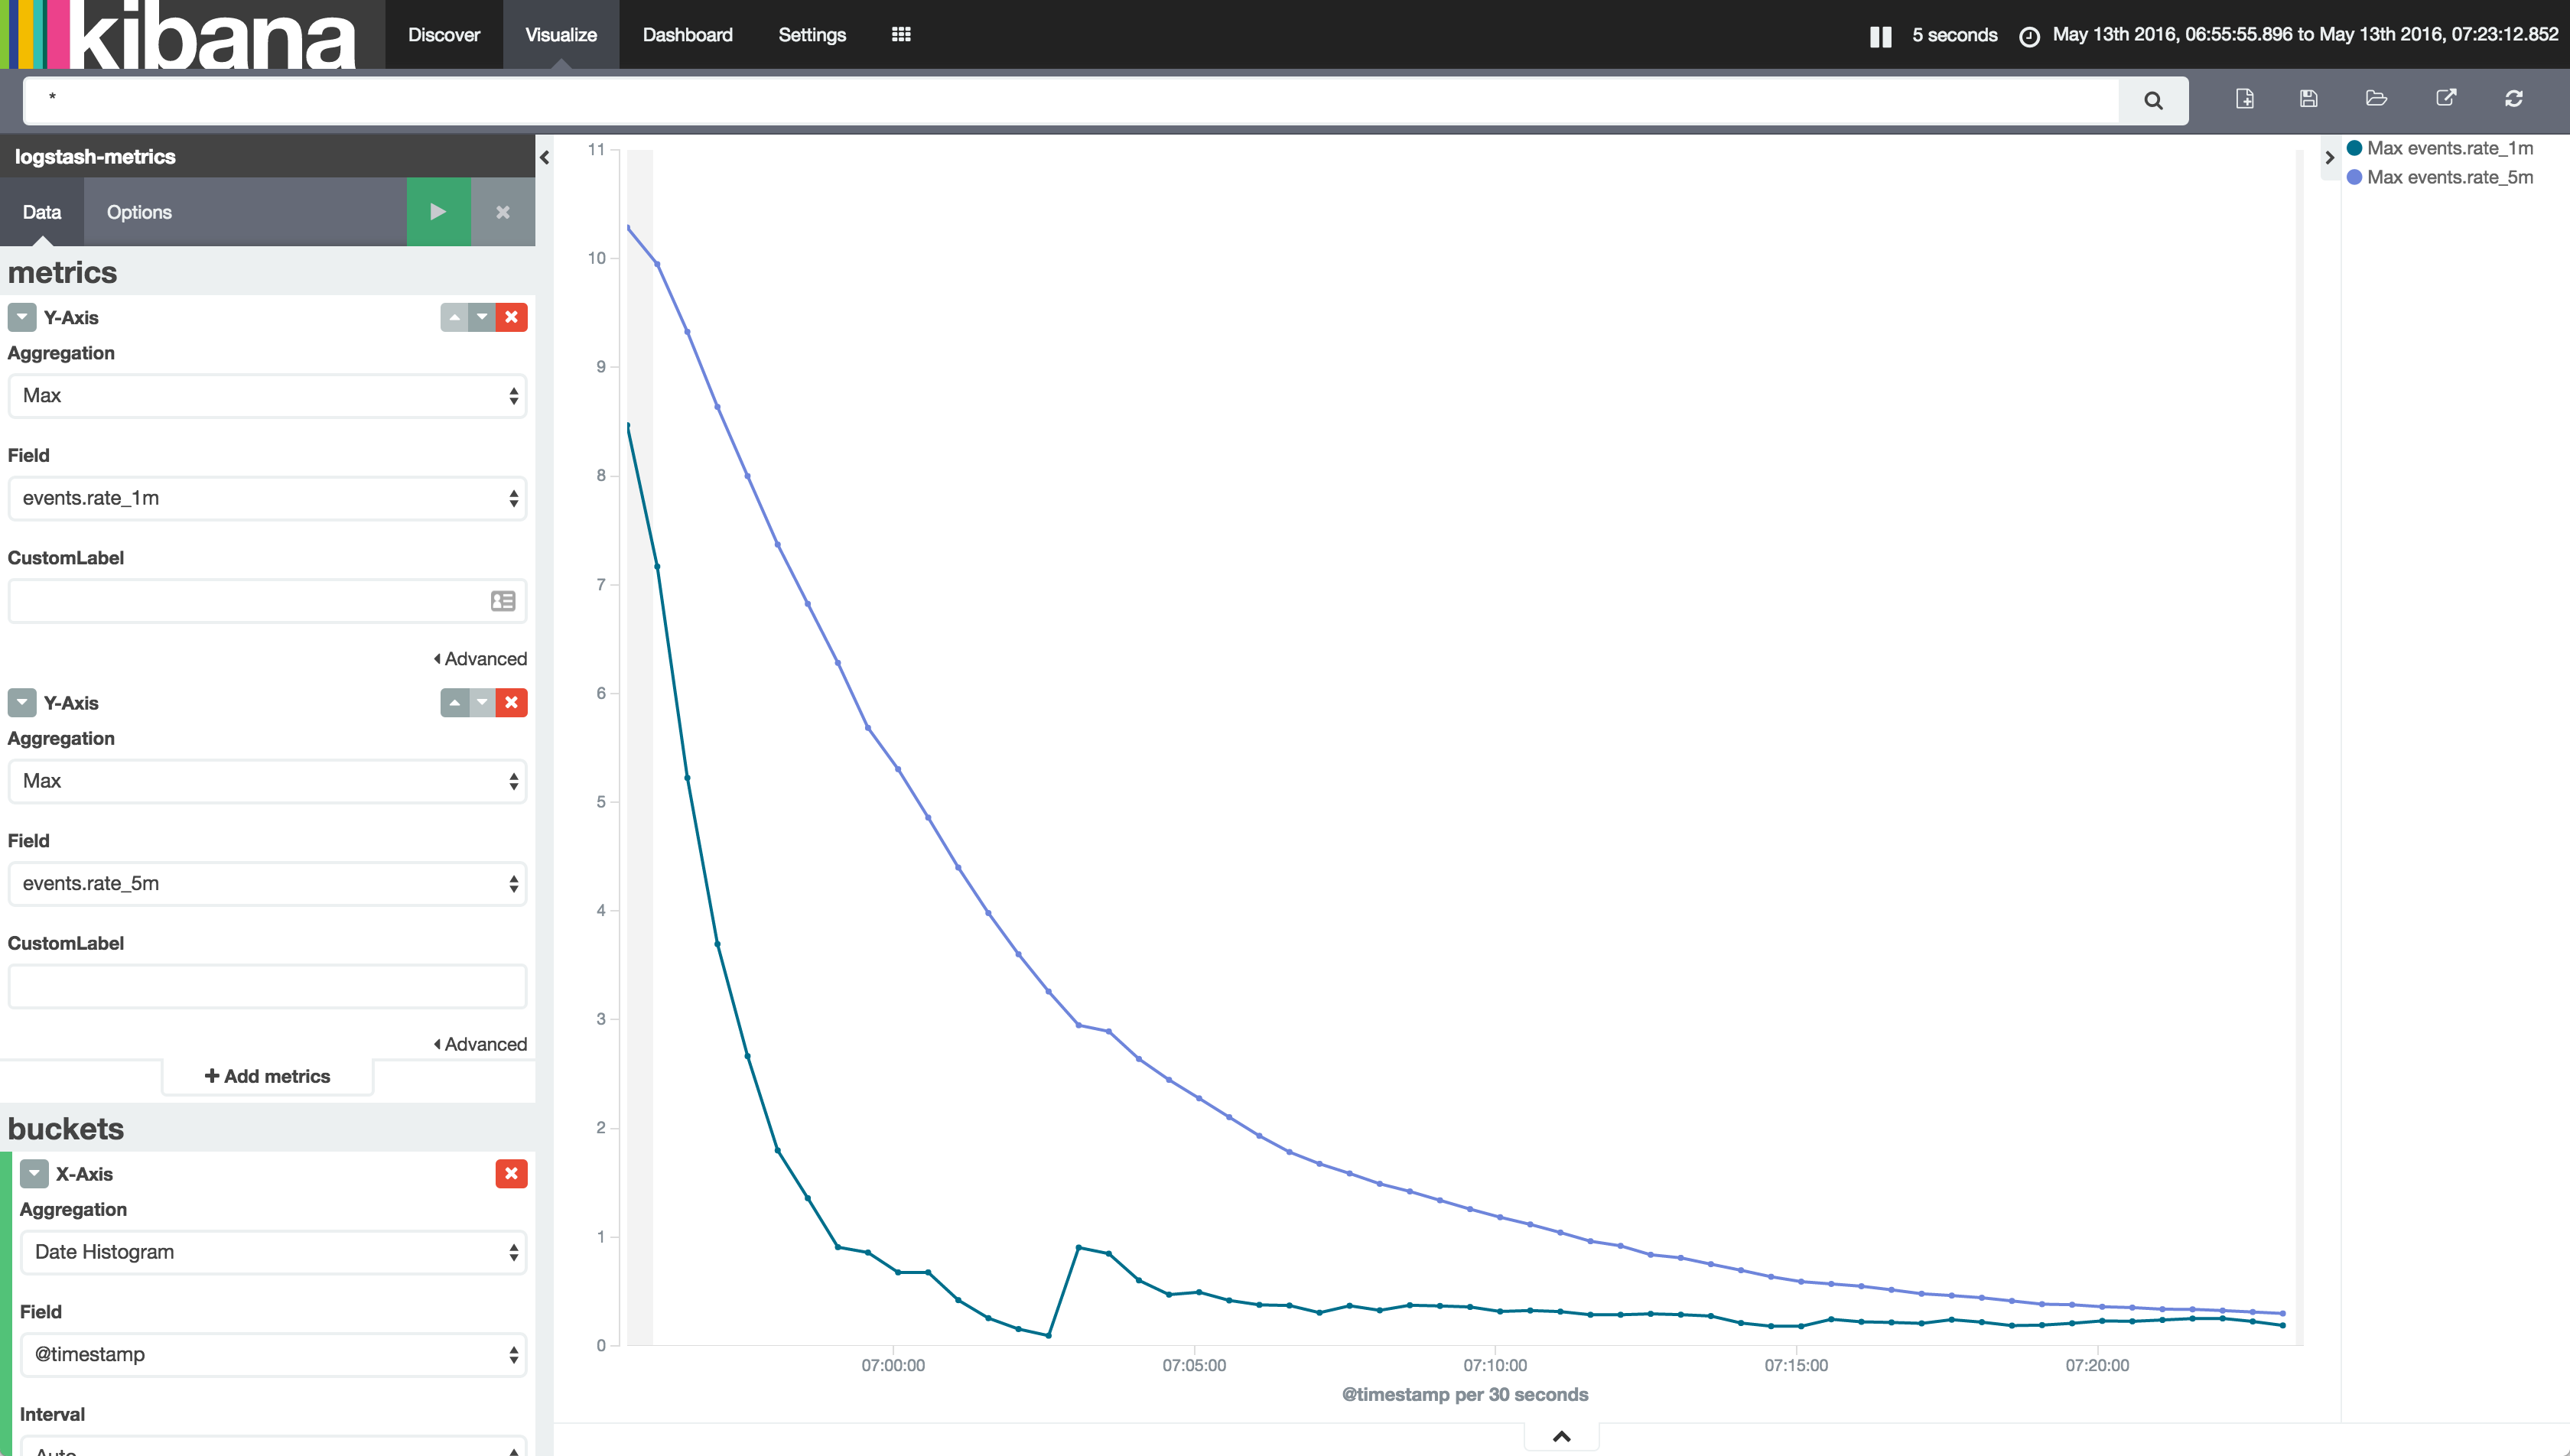 kibana
Discover Visualize Dashboard Settings
5 seconds May 13th 2016, 06:55:55.896 to May 13th 2016, 07:23:12.852
*
logstash-metrics
Data Options
metrics
Y-Axis
Aggregation
Max
Field
events.rate_1m
CustomLabel
Advanced
Y-Axis
Aggregation
Max
Field
events.rate_5m
CustomLabel
Advanced
Add metrics
buckets
X-Axis
Aggregation
Date Histogram
Field
@timestamp
Interval
Auto
11
10
9
8
7
6
5
4
3
2
1
0
07:00:00 07:05:00 07:10:00 07:15:00 07:20:00
@timestamp per 30 seconds
Max events.rate_1m
Max events.rate_5m